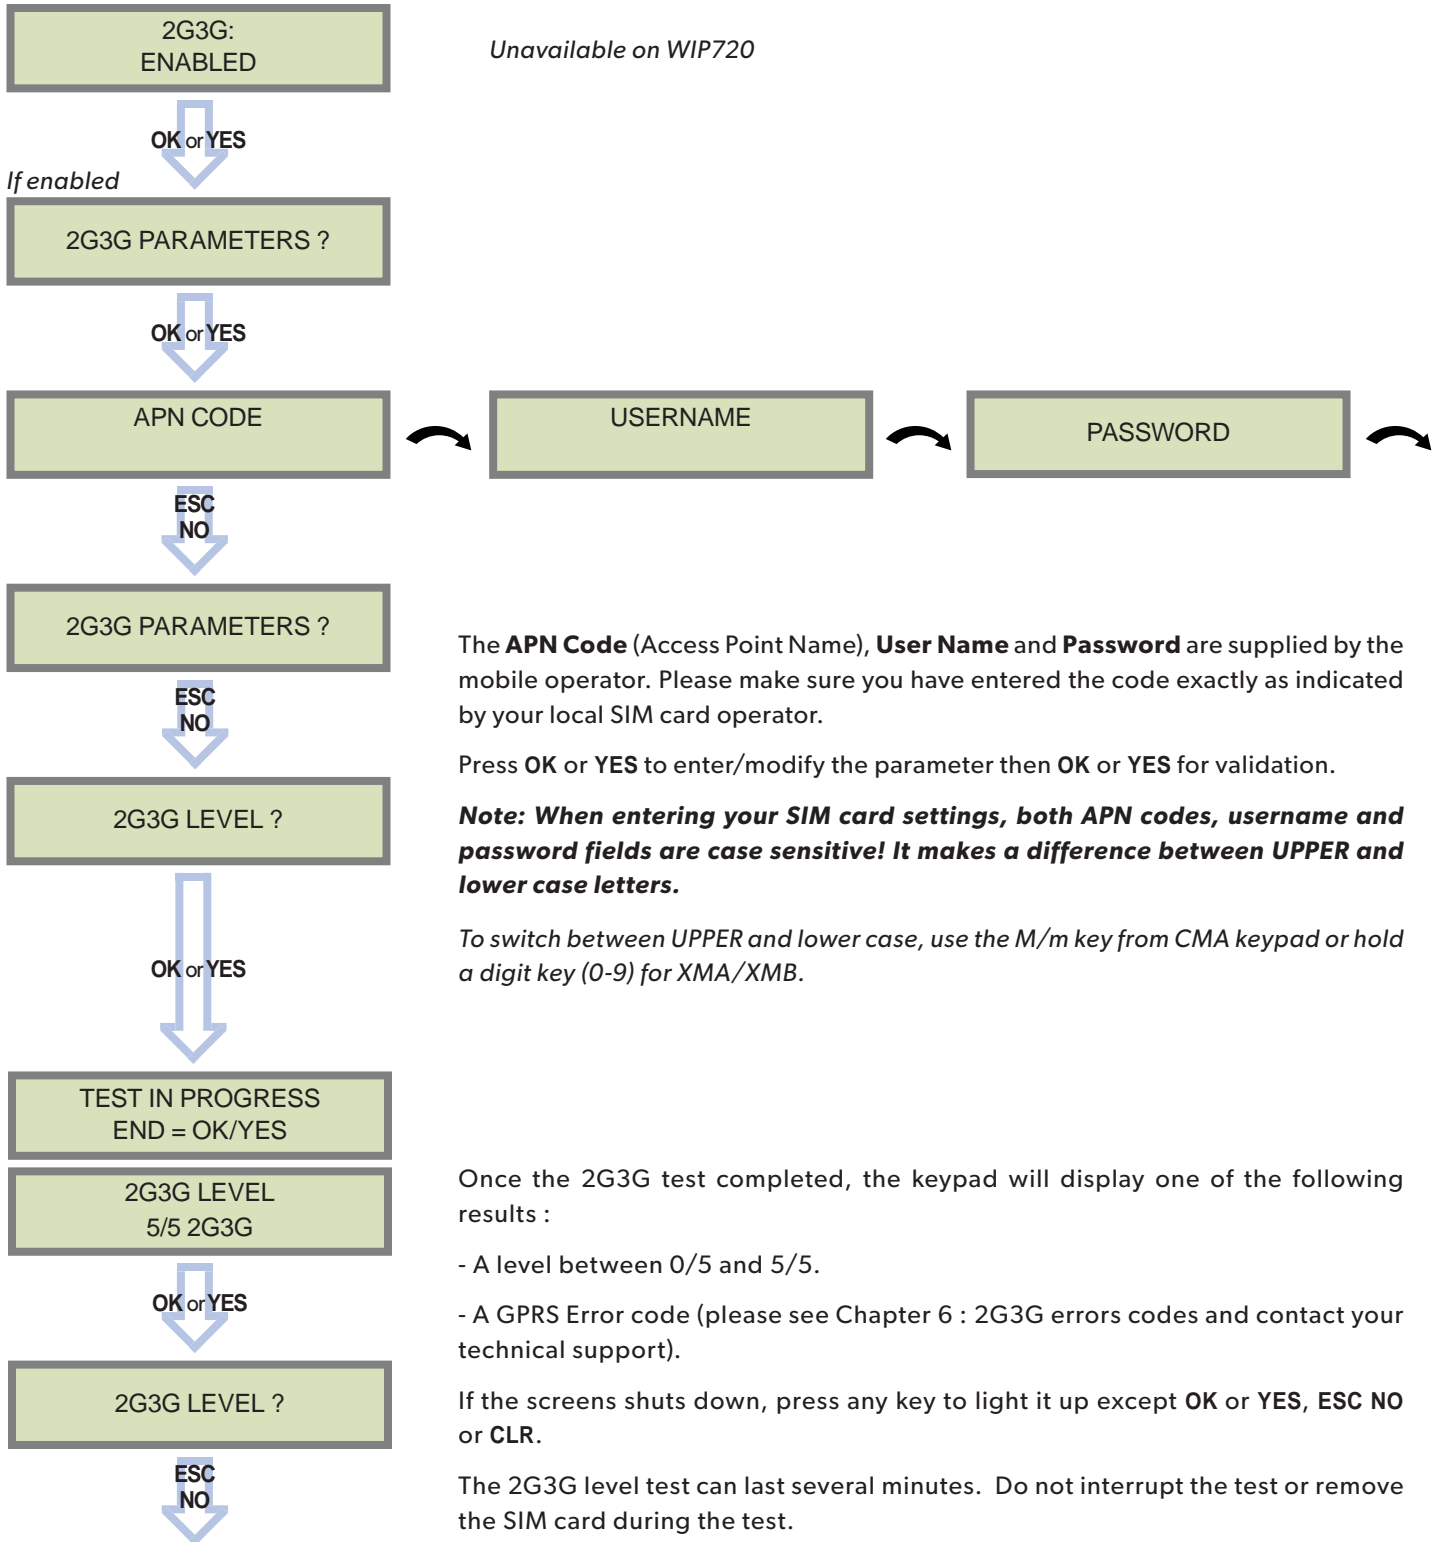 2G3G:
ENABLED
Unavailable on WIP720
OK or YES
If enabled
2G3G PARAMETERS ?
OK or YES
APN CODE
USERNAME
PASSWORD
ESC
NO
2G3G PARAMETERS ?
ESC
NO
2G3G LEVEL ?
OK or YES
The APN Code (Access Point Name), User Name and Password are supplied by the
mobile operator. Please make sure you have entered the code exactly as indicated
by your local SIM card operator.
Press OK or YES to enter/modify the parameter then OK or YES for validation.
Note: When entering your SIM card settings, both APN codes, username and
password fields are case sensitive! It makes a difference between UPPER and
lower case letters.
To switch between UPPER and lower case, use the M/m key from CMA keypad or hold
a digit key (0-9) for XMA/XMB.
TEST IN PROGRESS
END = OK/YES
2G3G LEVEL
5/5 2G3G
OK or YES
2G3G LEVEL ?
ESC
NO
Once the 2G3G test completed, the keypad will display one of the following
results :
- A level between 0/5 and 5/5.
- A GPRS Error code (please see Chapter 6 : 2G3G errors codes and contact your
technical support).
If the screens shuts down, press any key to light it up except OK or YES, ESC NO
or CLR.
The 2G3G level test can last several minutes. Do not interrupt the test or remove
the SIM card during the test.